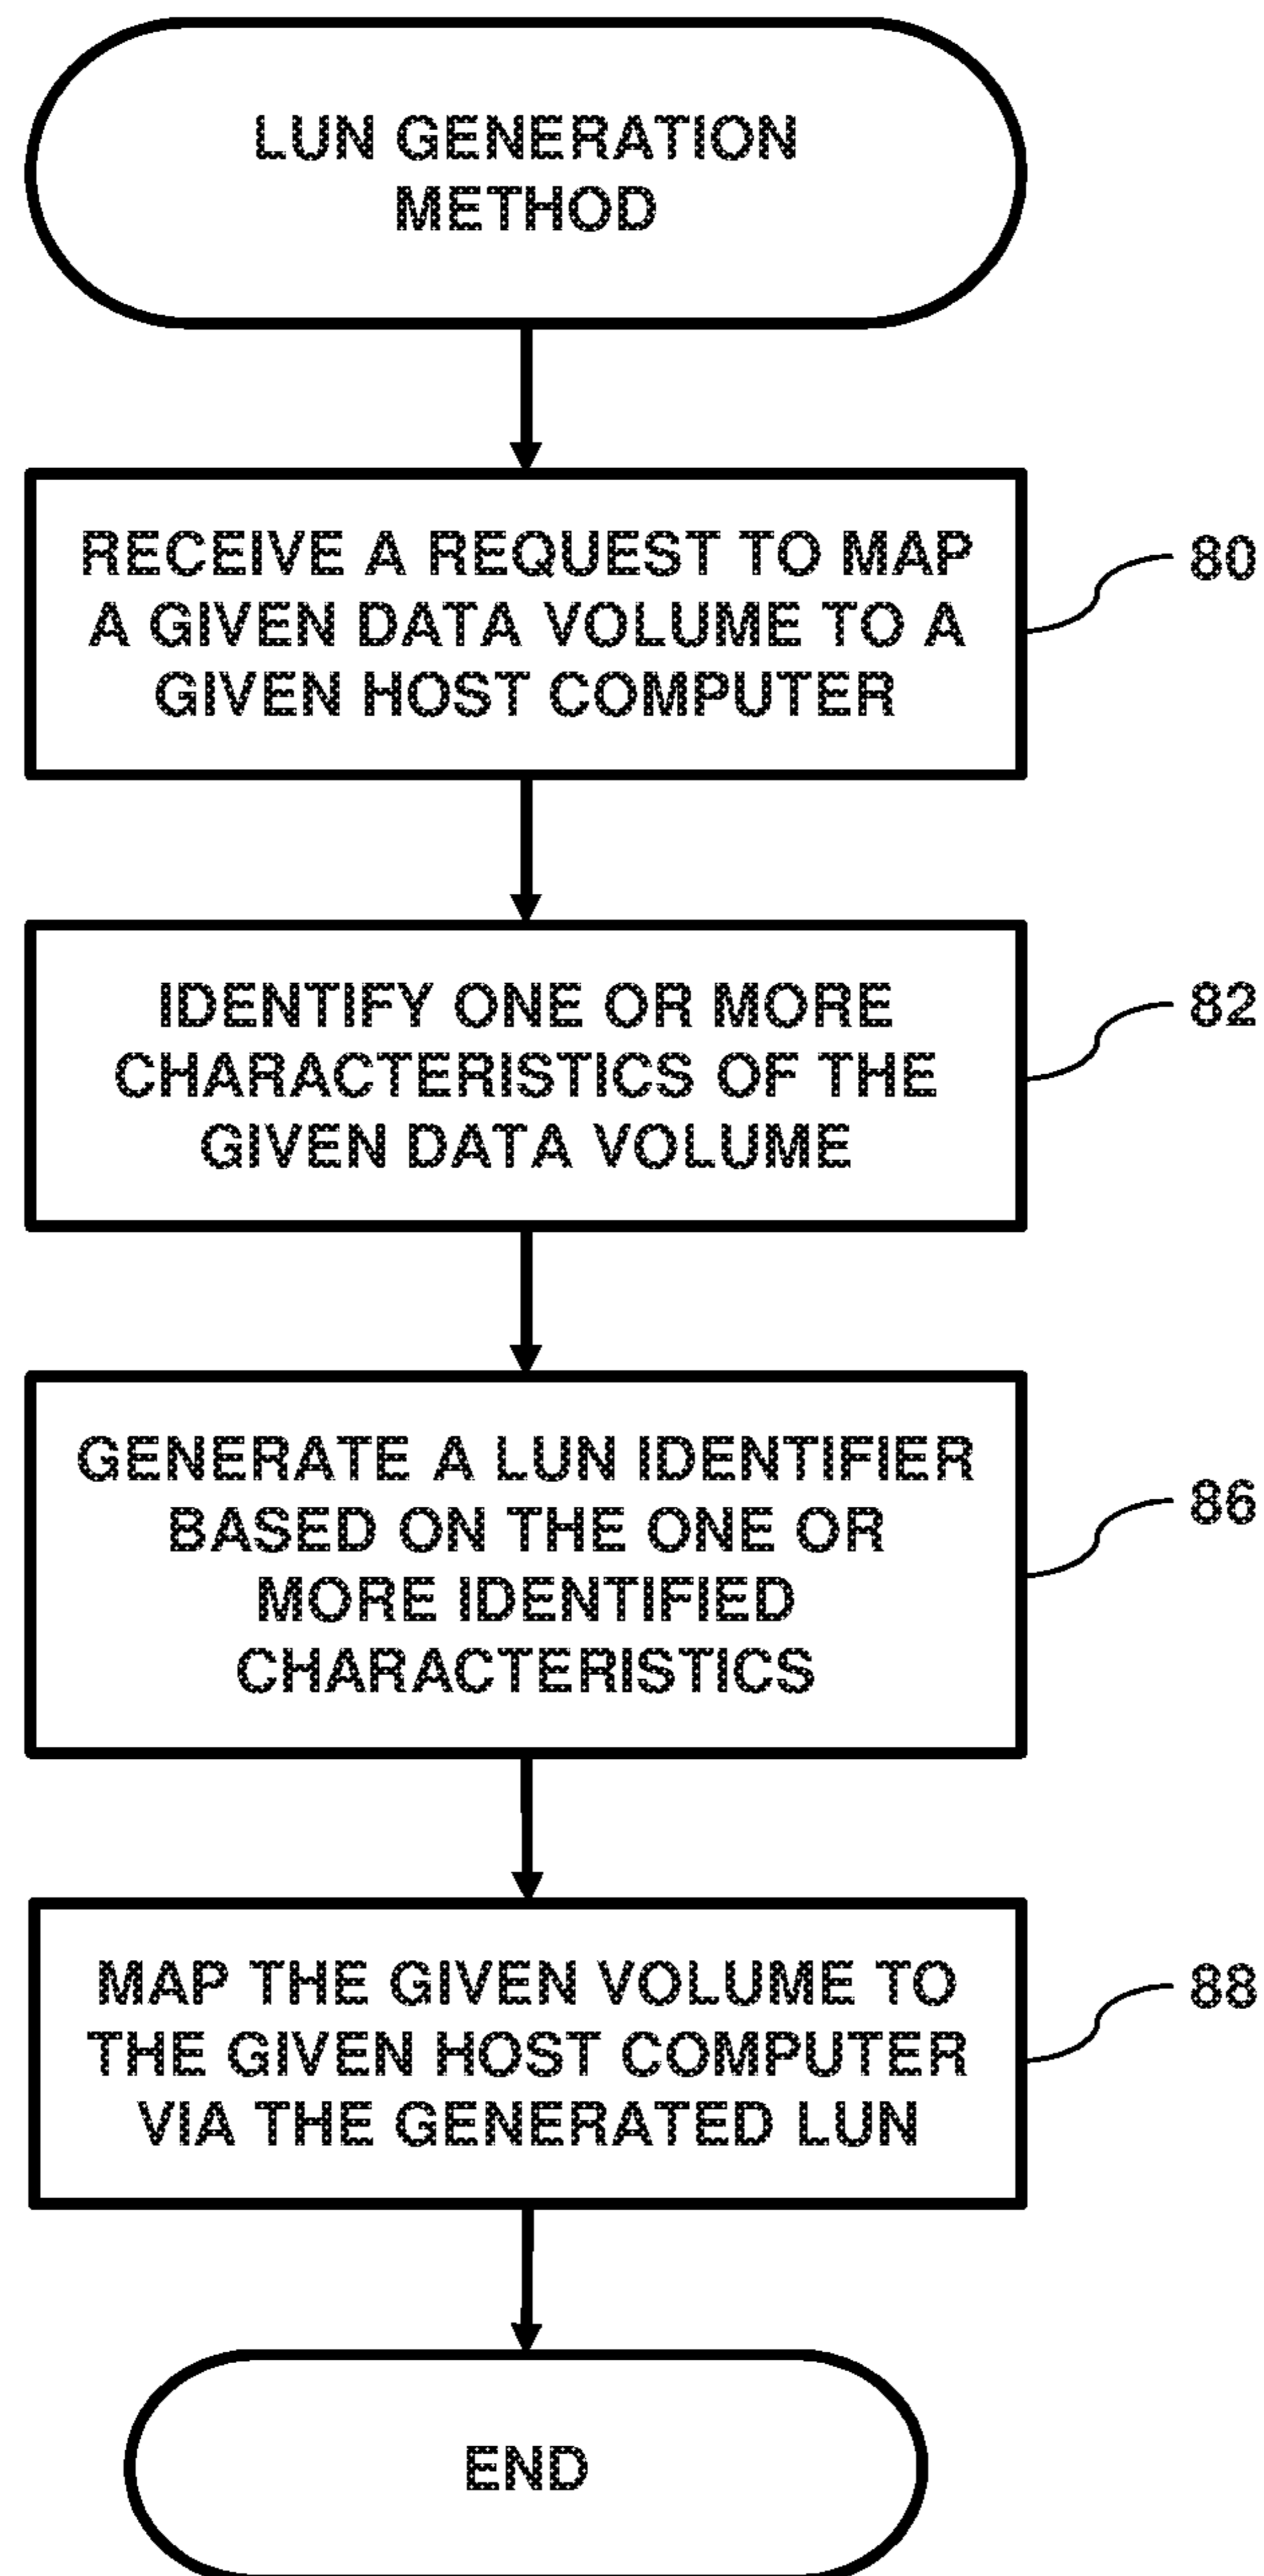 LUN GENERATION
METHOD
RECEIVE A REQUEST TO MAP
A GIVEN DATA VOLUME TO A
GIVEN HOST COMPUTER
80
IDENTIFY ONE OR MORE
CHARACTERISTICS OF THE
GIVEN DATA VOLUME
82
GENERATE A LUN IDENTIFIER
BASED ON THE ONE OR
MORE IDENTIFIED
CHARACTERISTICS
86
MAP THE GIVEN VOLUME TO
THE GIVEN HOST COMPUTER
VIA THE GENERATED LUN
88
END